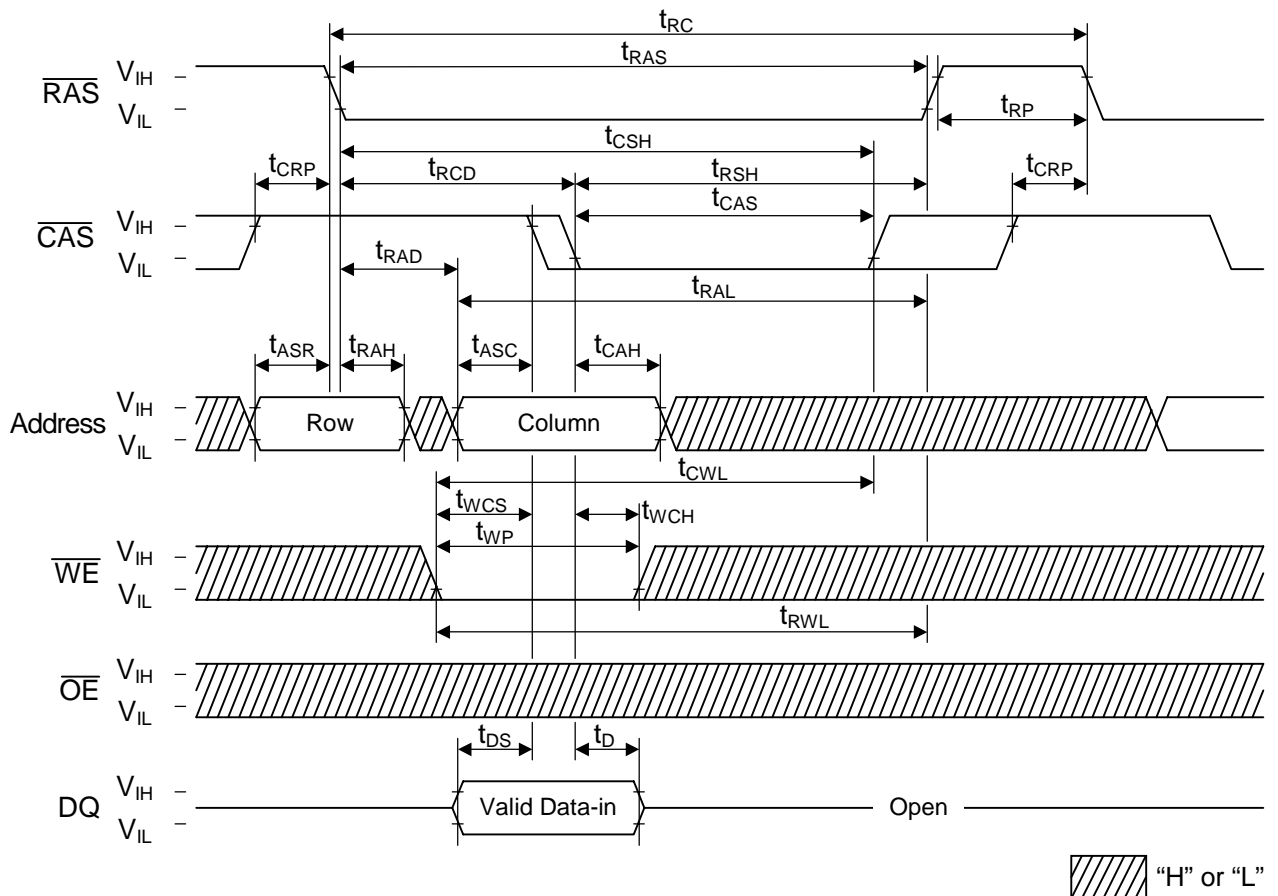 tRC
RAS VIH VIL
tRAS
tRP
tCSH
tCRP tRCD tRSH tCRP
CAS VIH VIL
tCAS
tRAD
tRAL
tASR tRAH tASC tCAH
Address VIH VIL
Row Column
tCWL
tWCS tWCH
tWP
WE VIH VIL
tRWL
OE VIH VIL
tDS tD
DQ VIH VIL
Valid Data-in Open
“H” or “L”